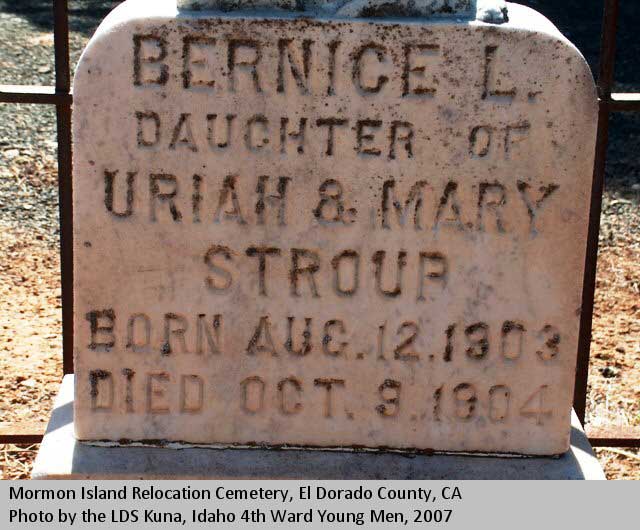 BERNICE L.
DAUGHTER OF
URIAH & MARY
STROUP
BORN AUG. 12. 1903
DIED OCT. 9. 1904
Mormon Island Relocation Cemetery, El Dorado County, CA
Photo by the LDS Kuna, Idaho 4th Ward Young Men, 2007